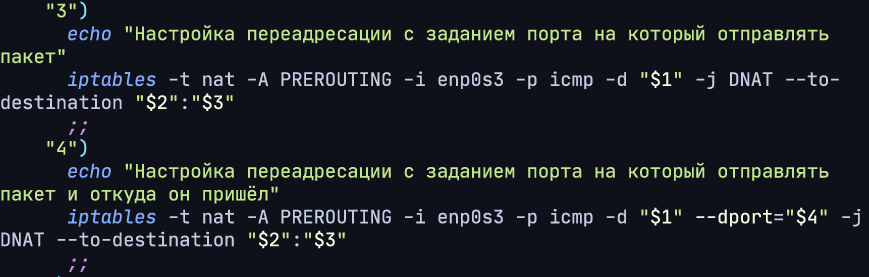 "3")
echo "Настройка переадресации с заданием порта на который отправлять
пакет"
iptables -t nat -A PREROUTING -i enp0s3 -p icmp -d "$1" -j DNAT --to-
destination "$2":"$3"
;;
"4")
echo "Настройка переадресации с заданием порта на который отправлять
пакет и откуда он пришёл"
iptables -t nat -A PREROUTING -i enp0s3 -p icmp -d "$1" --dport="$4" -j
DNAT --to-destination "$2":"$3"
;;